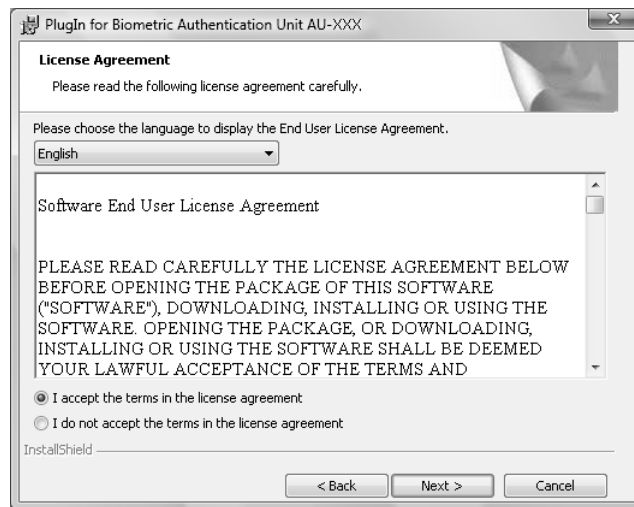 PlugIn for Biometric Authentication Unit AU-XXX
License Agreement
Please read the following license agreement carefully.
Please choose the language to display the End User License Agreement.
English
Software End User License Agreement
PLEASE READ CAREFULLY THE LICENSE AGREEMENT BELOW
BEFORE OPENING THE PACKAGE OF THIS SOFTWARE
("SOFTWARE"), DOWNLOADING, INSTALLING OR USING THE
SOFTWARE. OPENING THE PACKAGE, OR DOWNLOADING,
INSTALLING OR USING THE SOFTWARE SHALL BE DEEMED
YOUR LAWFUL ACCEPTANCE OF THE TERMS AND
I accept the terms in the license agreement
I do not accept the terms in the license agreement
InstallShield
< Back
Next >
Cancel